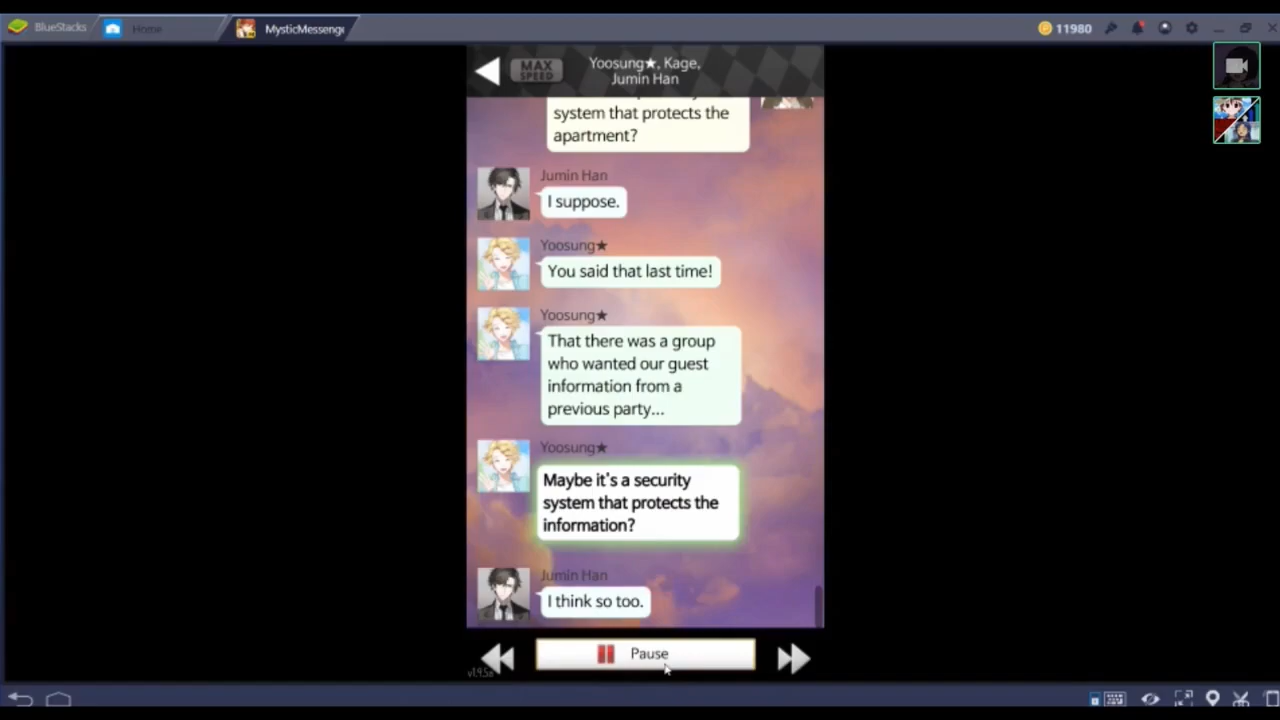 BlueStacks
Home
MysticMesseng
11980
MAX
SPEED
Yoosung★, Kage,
Jumin Han
system that protects the
apartment?
Jumin Han
I suppose.
Yoosung★
You said that last time!
Yoosung★
That there was a group
who wanted our guest
information from a
previous party...
Yoosung★
Maybe it's a security
system that protects the
information?
Jumin Han
I think so too.
Pause